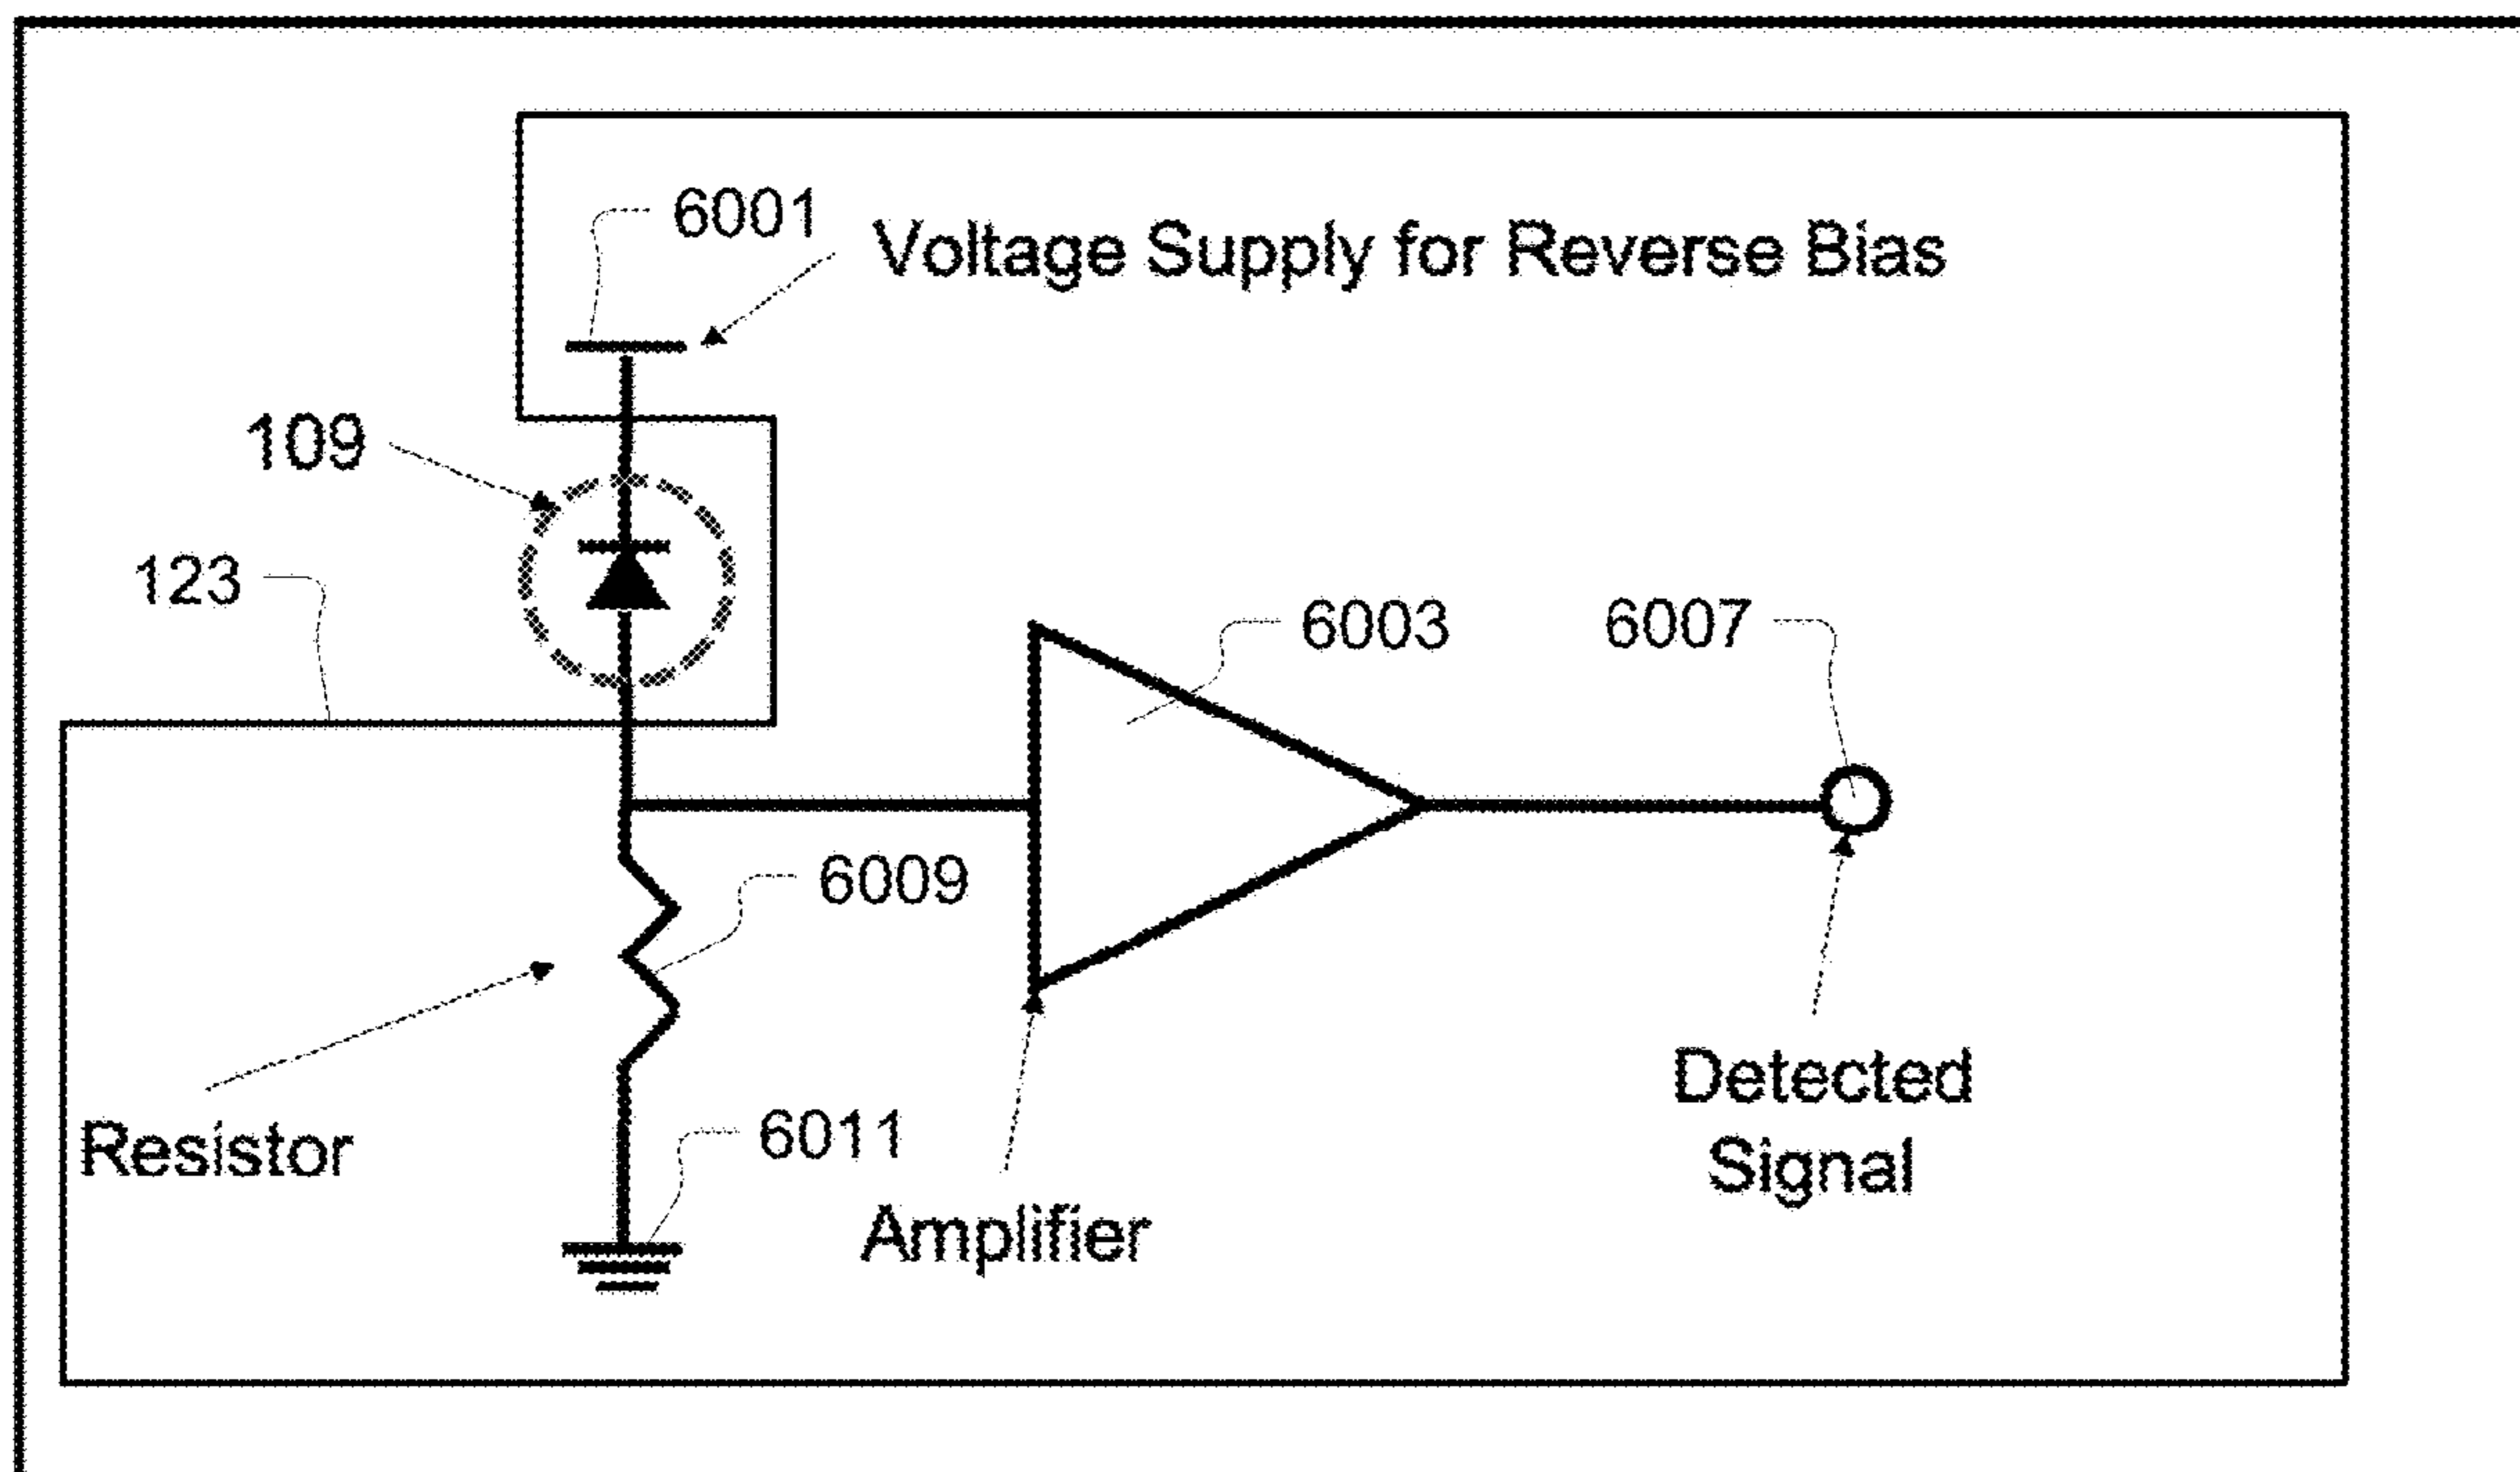 6001
Voltage Supply for Reverse Bias
109
123
6003
6007
6009
Detected
Signal
Resistor
6011
Amplifier